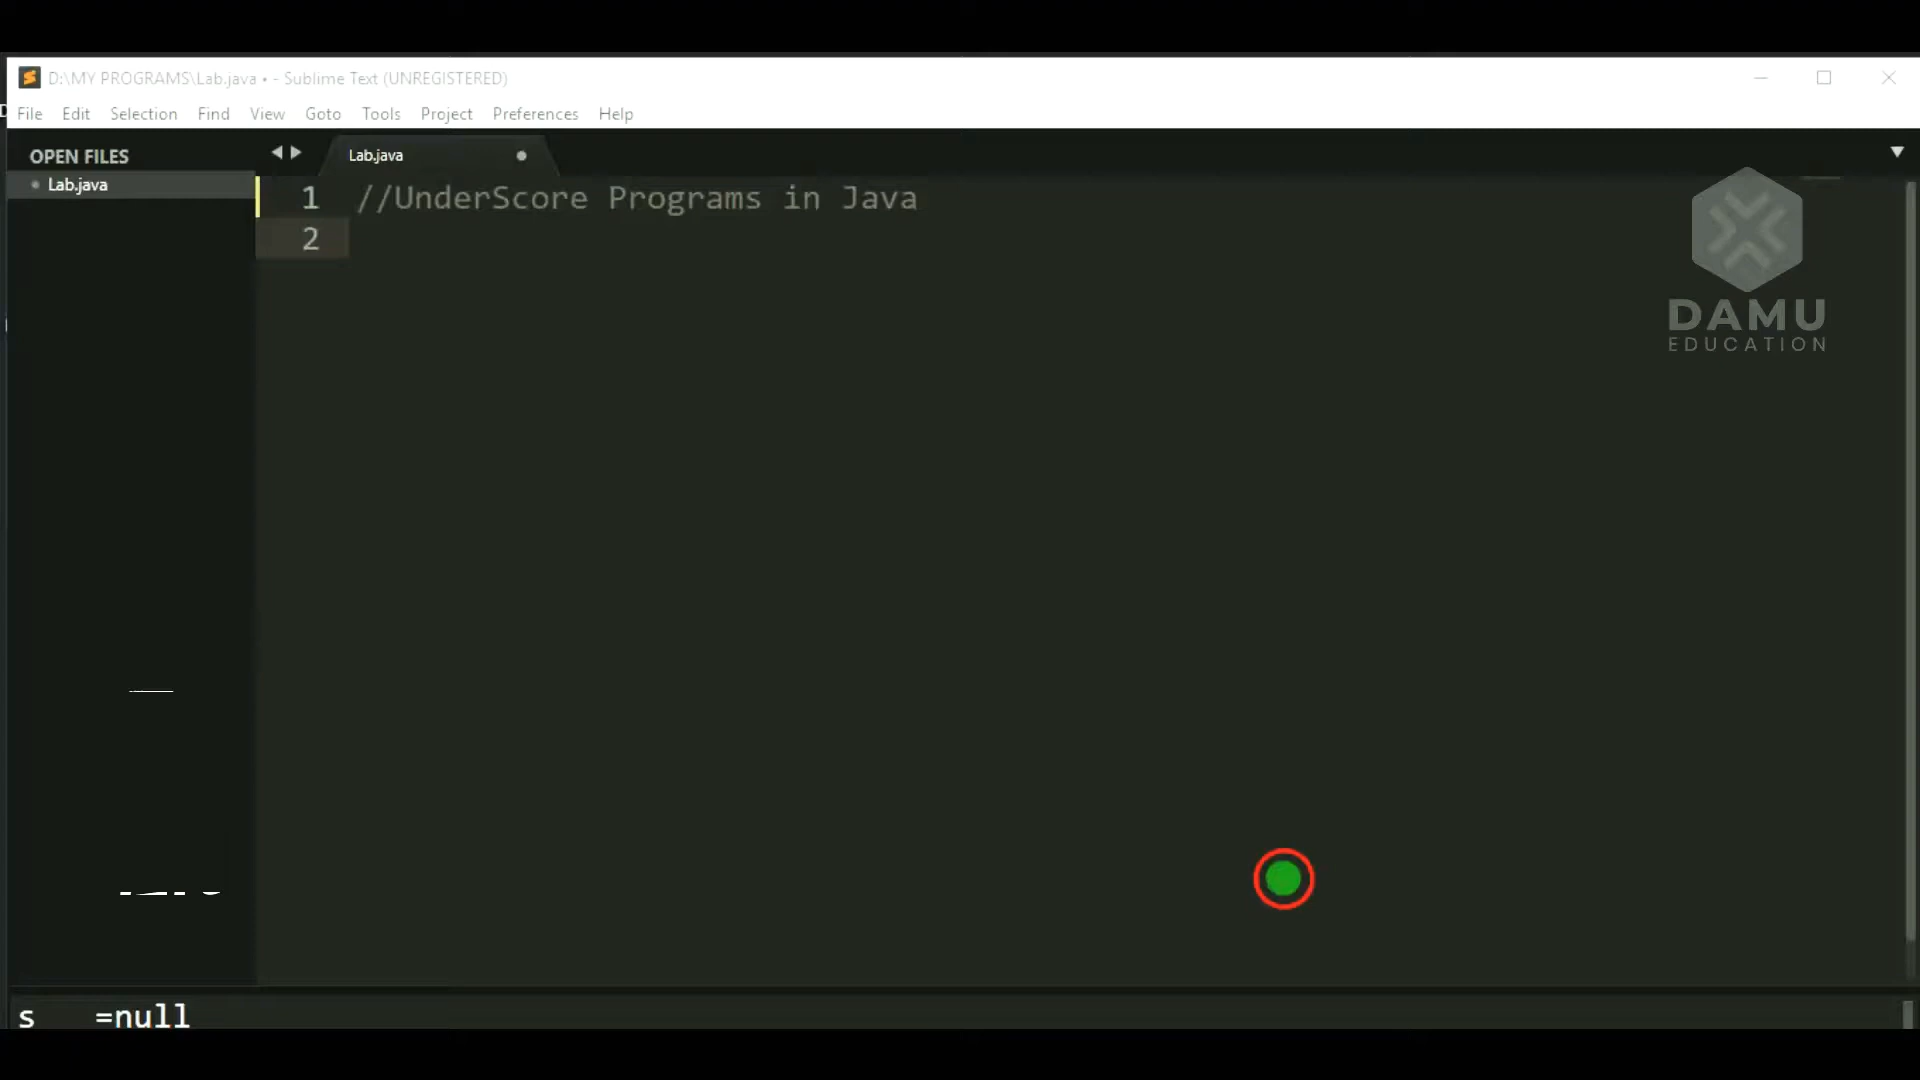 D:\MY PROGRAMS\Lab.java • - Sublime Text (UNREGISTERED)
File Edit Selection Find View Goto Tools Project Preferences Help
OPEN FILES
Lab.java
Lab.java
1 //UnderScore Programs in Java
2
DAMU
EDUCATION
s =null